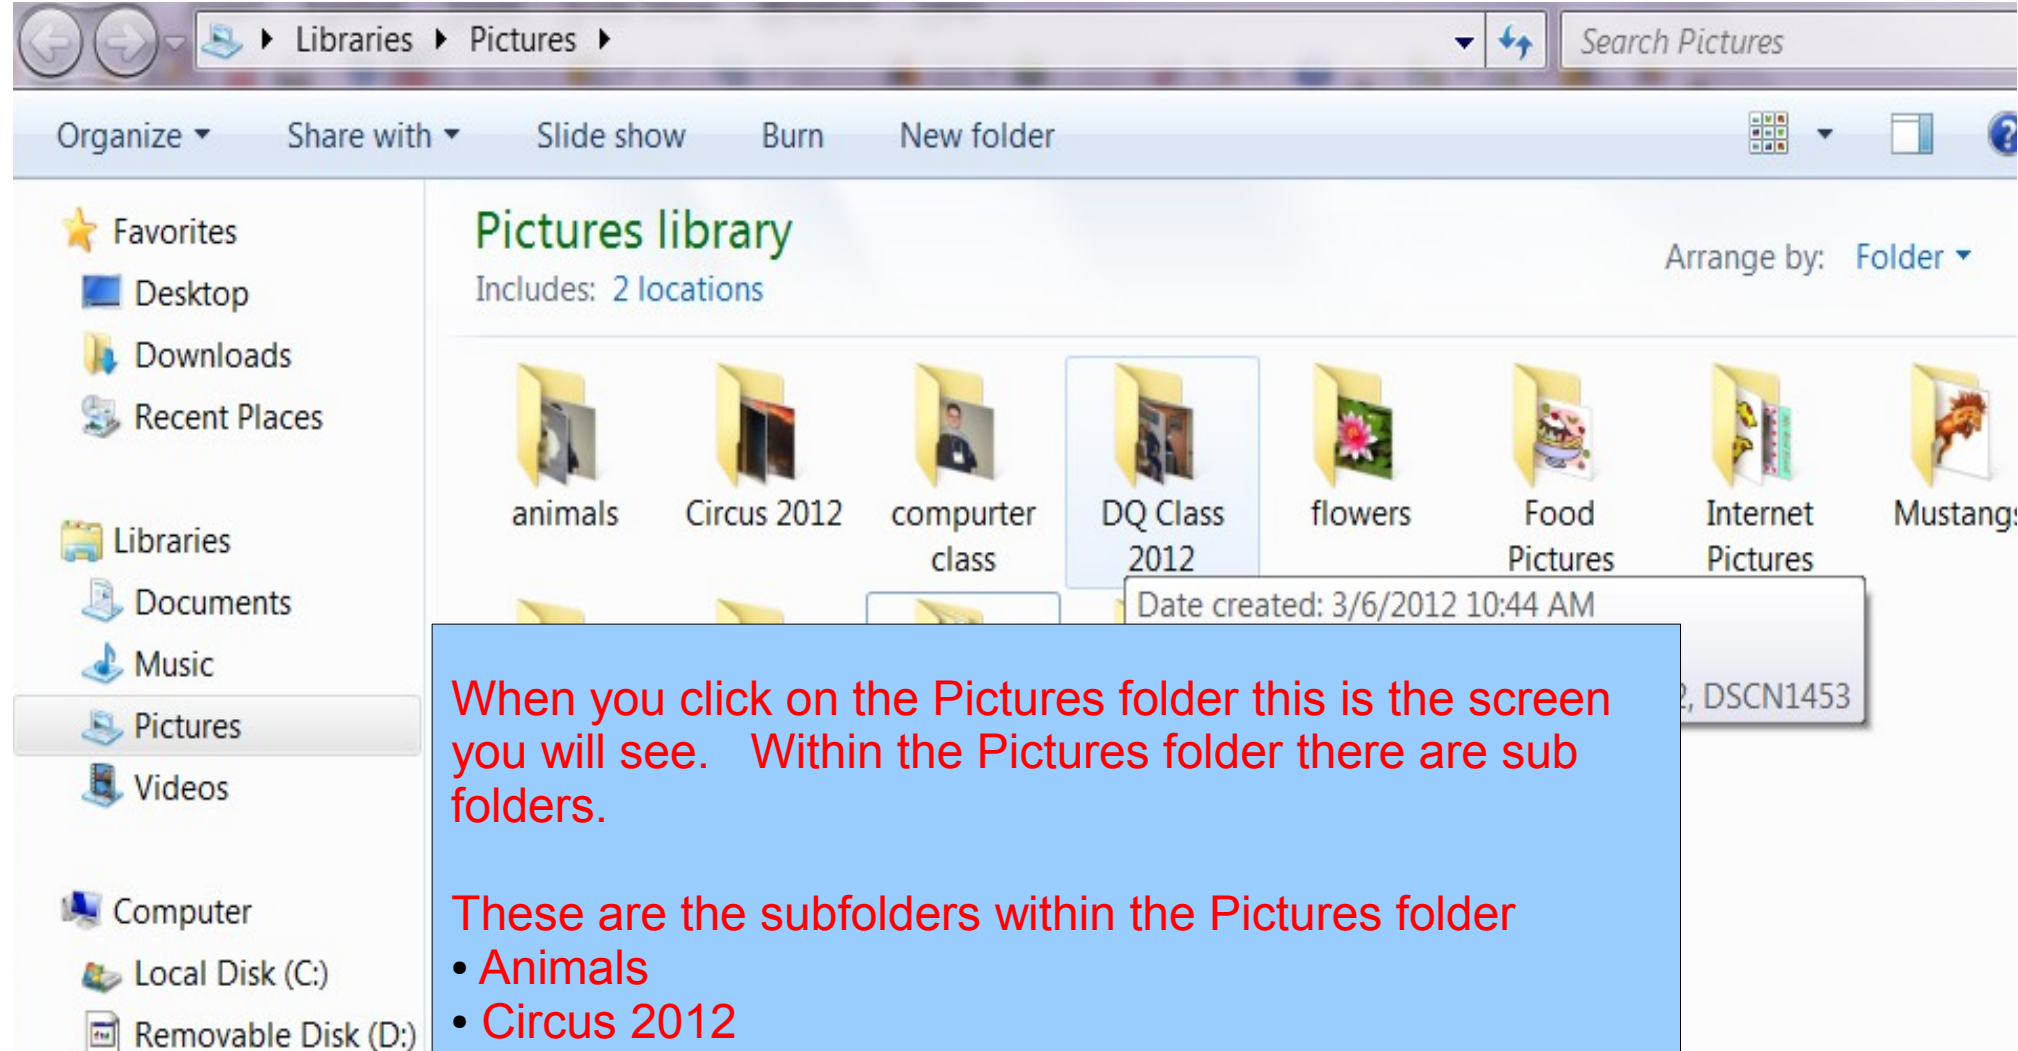 Libraries Pictures
Search Pictures
Organize Share with Slide show Burn New folder
Favorites
Desktop
Downloads
Recent Places
Libraries
Documents
Music
Pictures
Videos
Computer
Local Disk (C:)
Removable Disk (D:)
Pictures library
Includes: 2 locations
Arrange by: Folder
animals
Circus 2012
compurter
class
DQ Class
2012
flowers
Food
Pictures
Internet
Pictures
Mustangs
Date created: 3/6/2012 10:44 AM
, DSCN1453
When you click on the Pictures folder this is the screen
you will see. Within the Pictures folder there are sub
folders.
These are the subfolders within the Pictures folder
• Animals
• Circus 2012